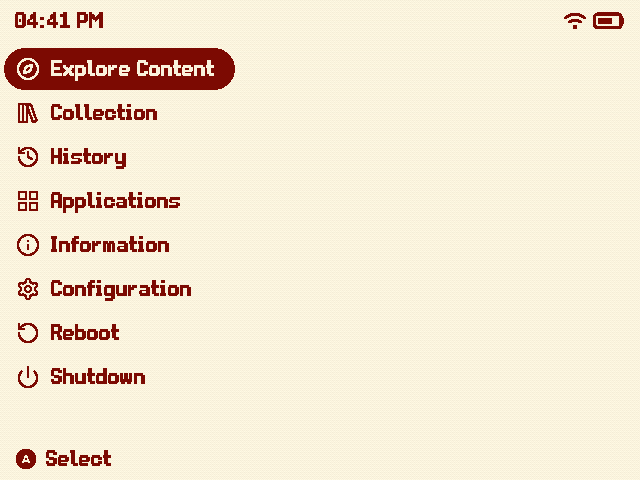 04:41 PM
Explore Content
Collection
History
Applications
Information
Configuration
Reboot
Shutdown
A Select